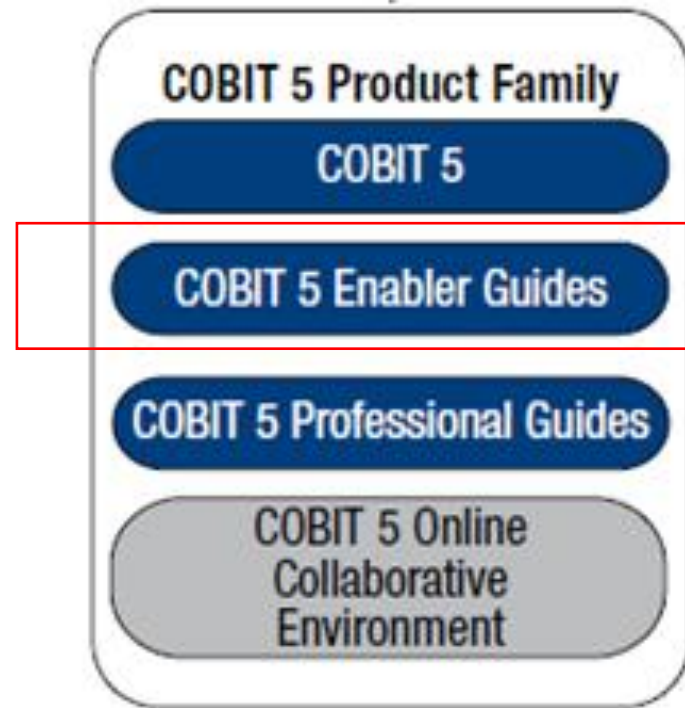 COBIT 5 Product Family
COBIT 5
COBIT 5 Enabler Guides
COBIT 5 Professional Guides
COBIT 5 Online
Collaborative
Environment